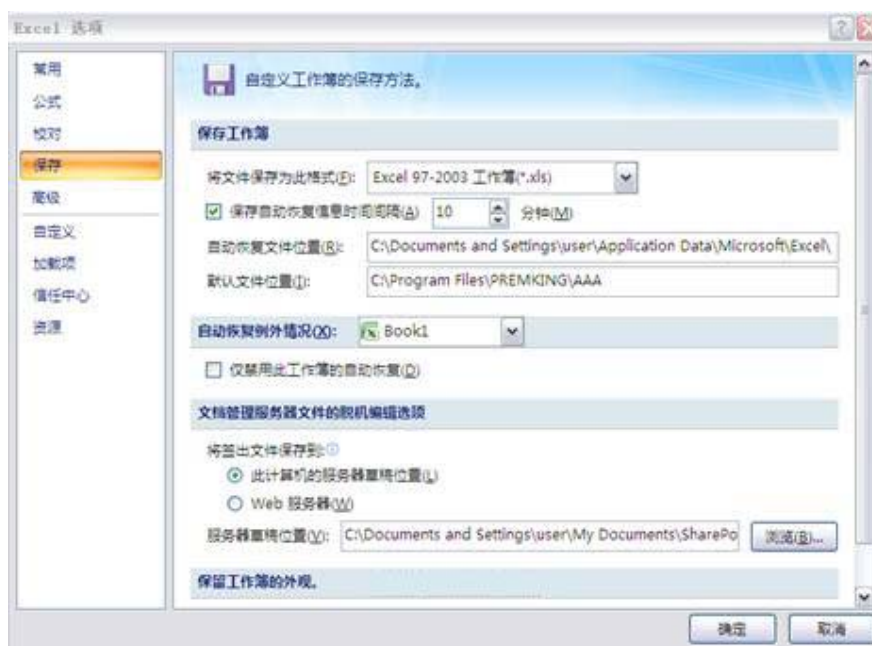 Excel 选项
常用
公式
校对
保存
高级
自定义
加载项
信任中心
资源
自定义工作簿的保存方法。
保存工作簿
将文件保存为此格式(F): Excel 97-2003 工作簿(*.xls)
保存自动恢复信息时间间隔(A) 10 分钟(M)
自动恢复文件位置(R): C:\Documents and Settings\user\Application Data\Microsoft\Excel\
默认文件位置(I): C:\Program Files\PREMKING\AAA
自动恢复例外情况(X): Book1
仅禁用此工作簿的自动恢复(D)
文档管理服务器文件的脱机编辑选项
将签出文件保存到:
此计算机的服务器草稿位置(L)
Web 服务器(W)
服务器草稿位置(V): C:\Documents and Settings\user\My Documents\SharePo 浏览(B)...
保留工作簿的外观。
确定 取消